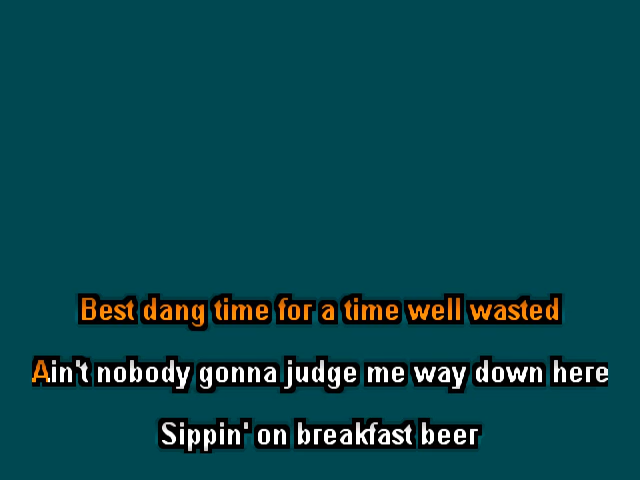 Best dang time for a time well wasted
Ain't nobody gonna judge me way down here
Sippin' on breakfast beer